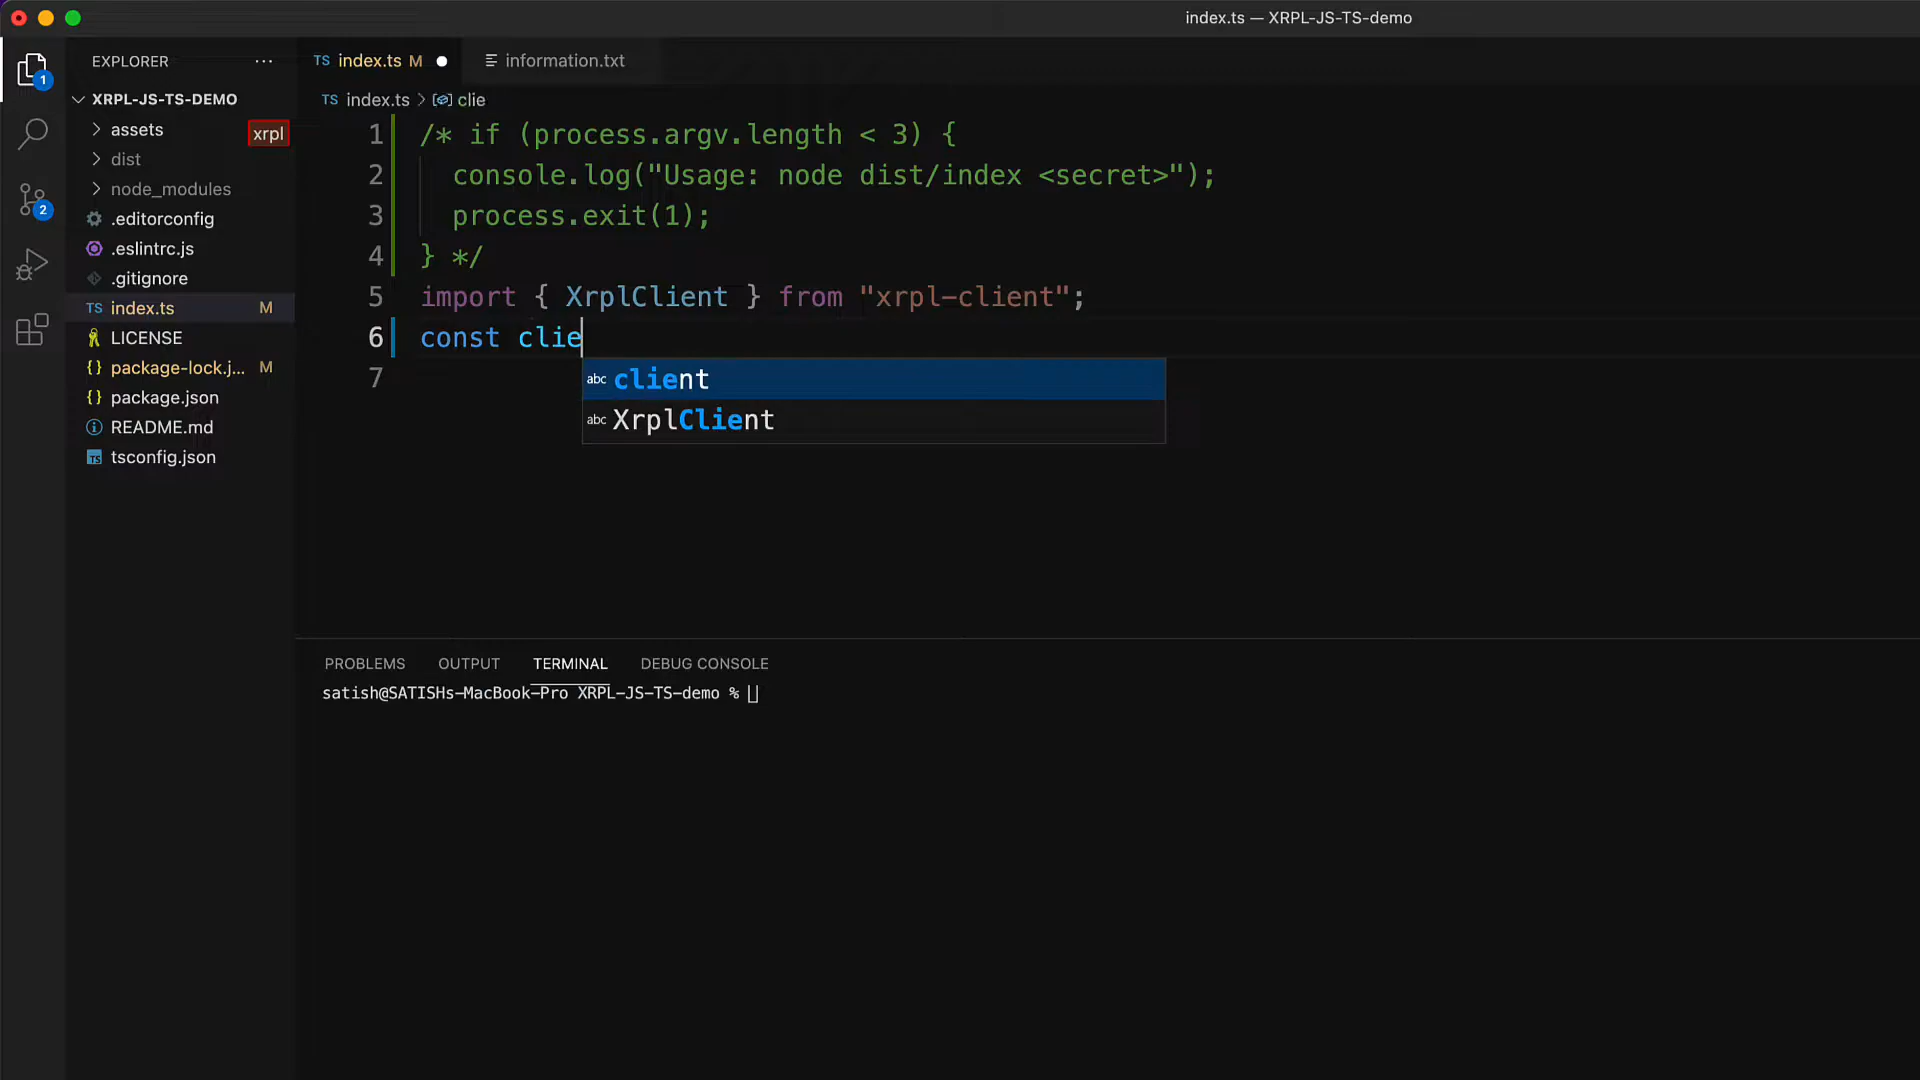 index.ts — XRPL-JS-TS-demo
1
EXPLORER ···
TS index.ts M
information.txt
XRPL-JS-TS-DEMO
TS index.ts > clie
assets
xrpl
dist
node_modules
2
.editorconfig
.eslintrc.js
.gitignore
TS index.ts M
LICENSE
{} package-lock.j... M
{} package.json
README.md
TS tsconfig.json
1 /* if (process.argv.length < 3) {
2 console.log("Usage: node dist/index <secret>");
3 process.exit(1);
4 } */
5 import { XrplClient } from "xrpl-client";
6 const clie
7
abc client
abc XrplClient
PROBLEMS OUTPUT TERMINAL DEBUG CONSOLE
satish@SATISHs-MacBook-Pro XRPL-JS-TS-demo %